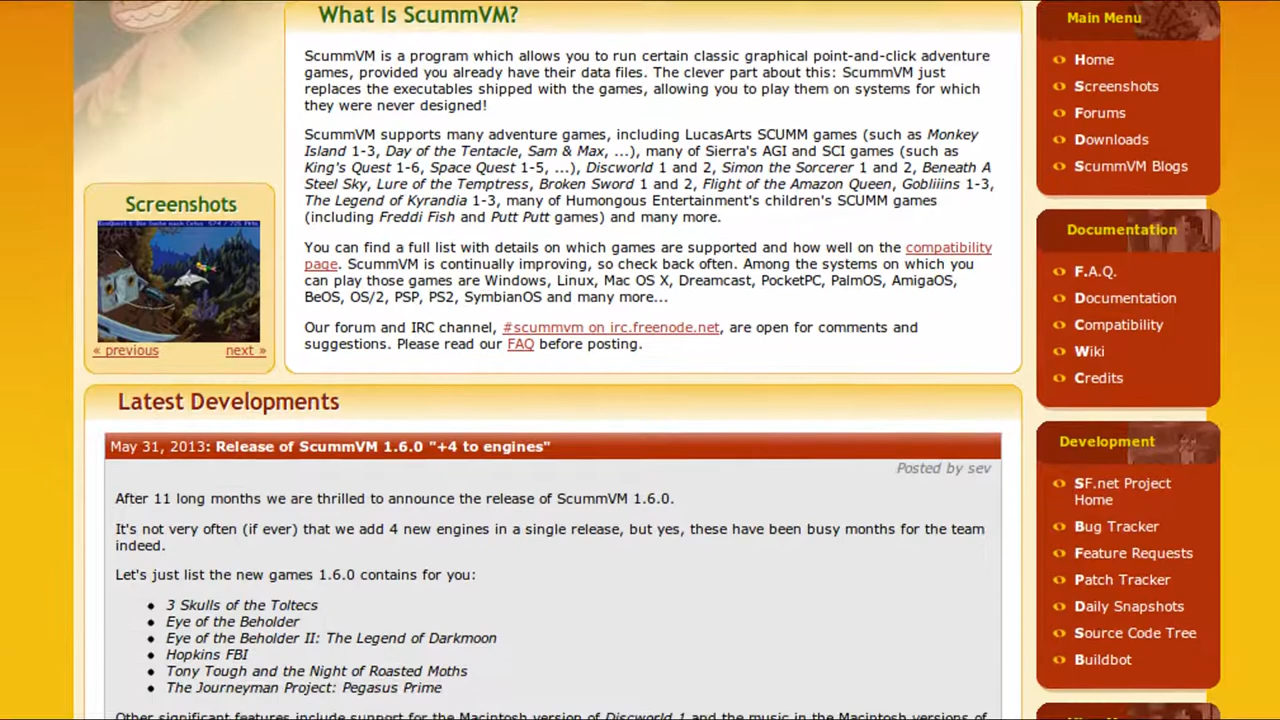 What Is ScummVM?
ScummVM is a program which allows you to run certain classic graphical point-and-click adventure
games, provided you already have their data files. The clever part about this: ScummVM just
replaces the executables shipped with the games, allowing you to play them on systems for which
they were never designed!
ScummVM supports many adventure games, including LucasArts SCUMM games (such as Monkey
Island 1-3, Day of the Tentacle, Sam & Max, ...), many of Sierra's AGI and SCI games (such as
King's Quest 1-6, Space Quest 1-5, ...), Discworld 1 and 2, Simon the Sorcerer 1 and 2, Beneath A
Steel Sky, Lure of the Temptress, Broken Sword 1 and 2, Flight of the Amazon Queen, Gobliiins 1-3,
The Legend of Kyrandia 1-3, many of Humongous Entertainment's children's SCUMM games
(including Freddi Fish and Putt Putt games) and many more.
You can find a full list with details on which games are supported and how well on the compatibility
page. ScummVM is continually improving, so check back often. Among the systems on which you
can play those games are Windows, Linux, Mac OS X, Dreamcast, PocketPC, PalmOS, AmigaOS,
BeOS, OS/2, PSP, PS2, SymbianOS and many more...
Our forum and IRC channel, #scummvm on irc.freenode.net, are open for comments and
suggestions. Please read our FAQ before posting.
Screenshots
« previous
next »
Latest Developments
May 31, 2013: Release of ScummVM 1.6.0 "+4 to engines"
Posted by sev
After 11 long months we are thrilled to announce the release of ScummVM 1.6.0.
It's not very often (if ever) that we add 4 new engines in a single release, but yes, these have been busy months for the team
indeed.
Let's just list the new games 1.6.0 contains for you:
• 3 Skulls of the Toltecs
• Eye of the Beholder
• Eye of the Beholder II: The Legend of Darkmoon
• Hopkins FBI
• Tony Tough and the Night of Roasted Moths
• The Journeyman Project: Pegasus Prime
Other significant features include support for the Macintosh version of Discworld 1 and the music in the Macintosh versions of
Main Menu
Home
Screenshots
Forums
Downloads
ScummVM Blogs
Documentation
F.A.Q.
Documentation
Compatibility
Wiki
Credits
Development
SF.net Project
Home
Bug Tracker
Feature Requests
Patch Tracker
Daily Snapshots
Source Code Tree
Buildbot